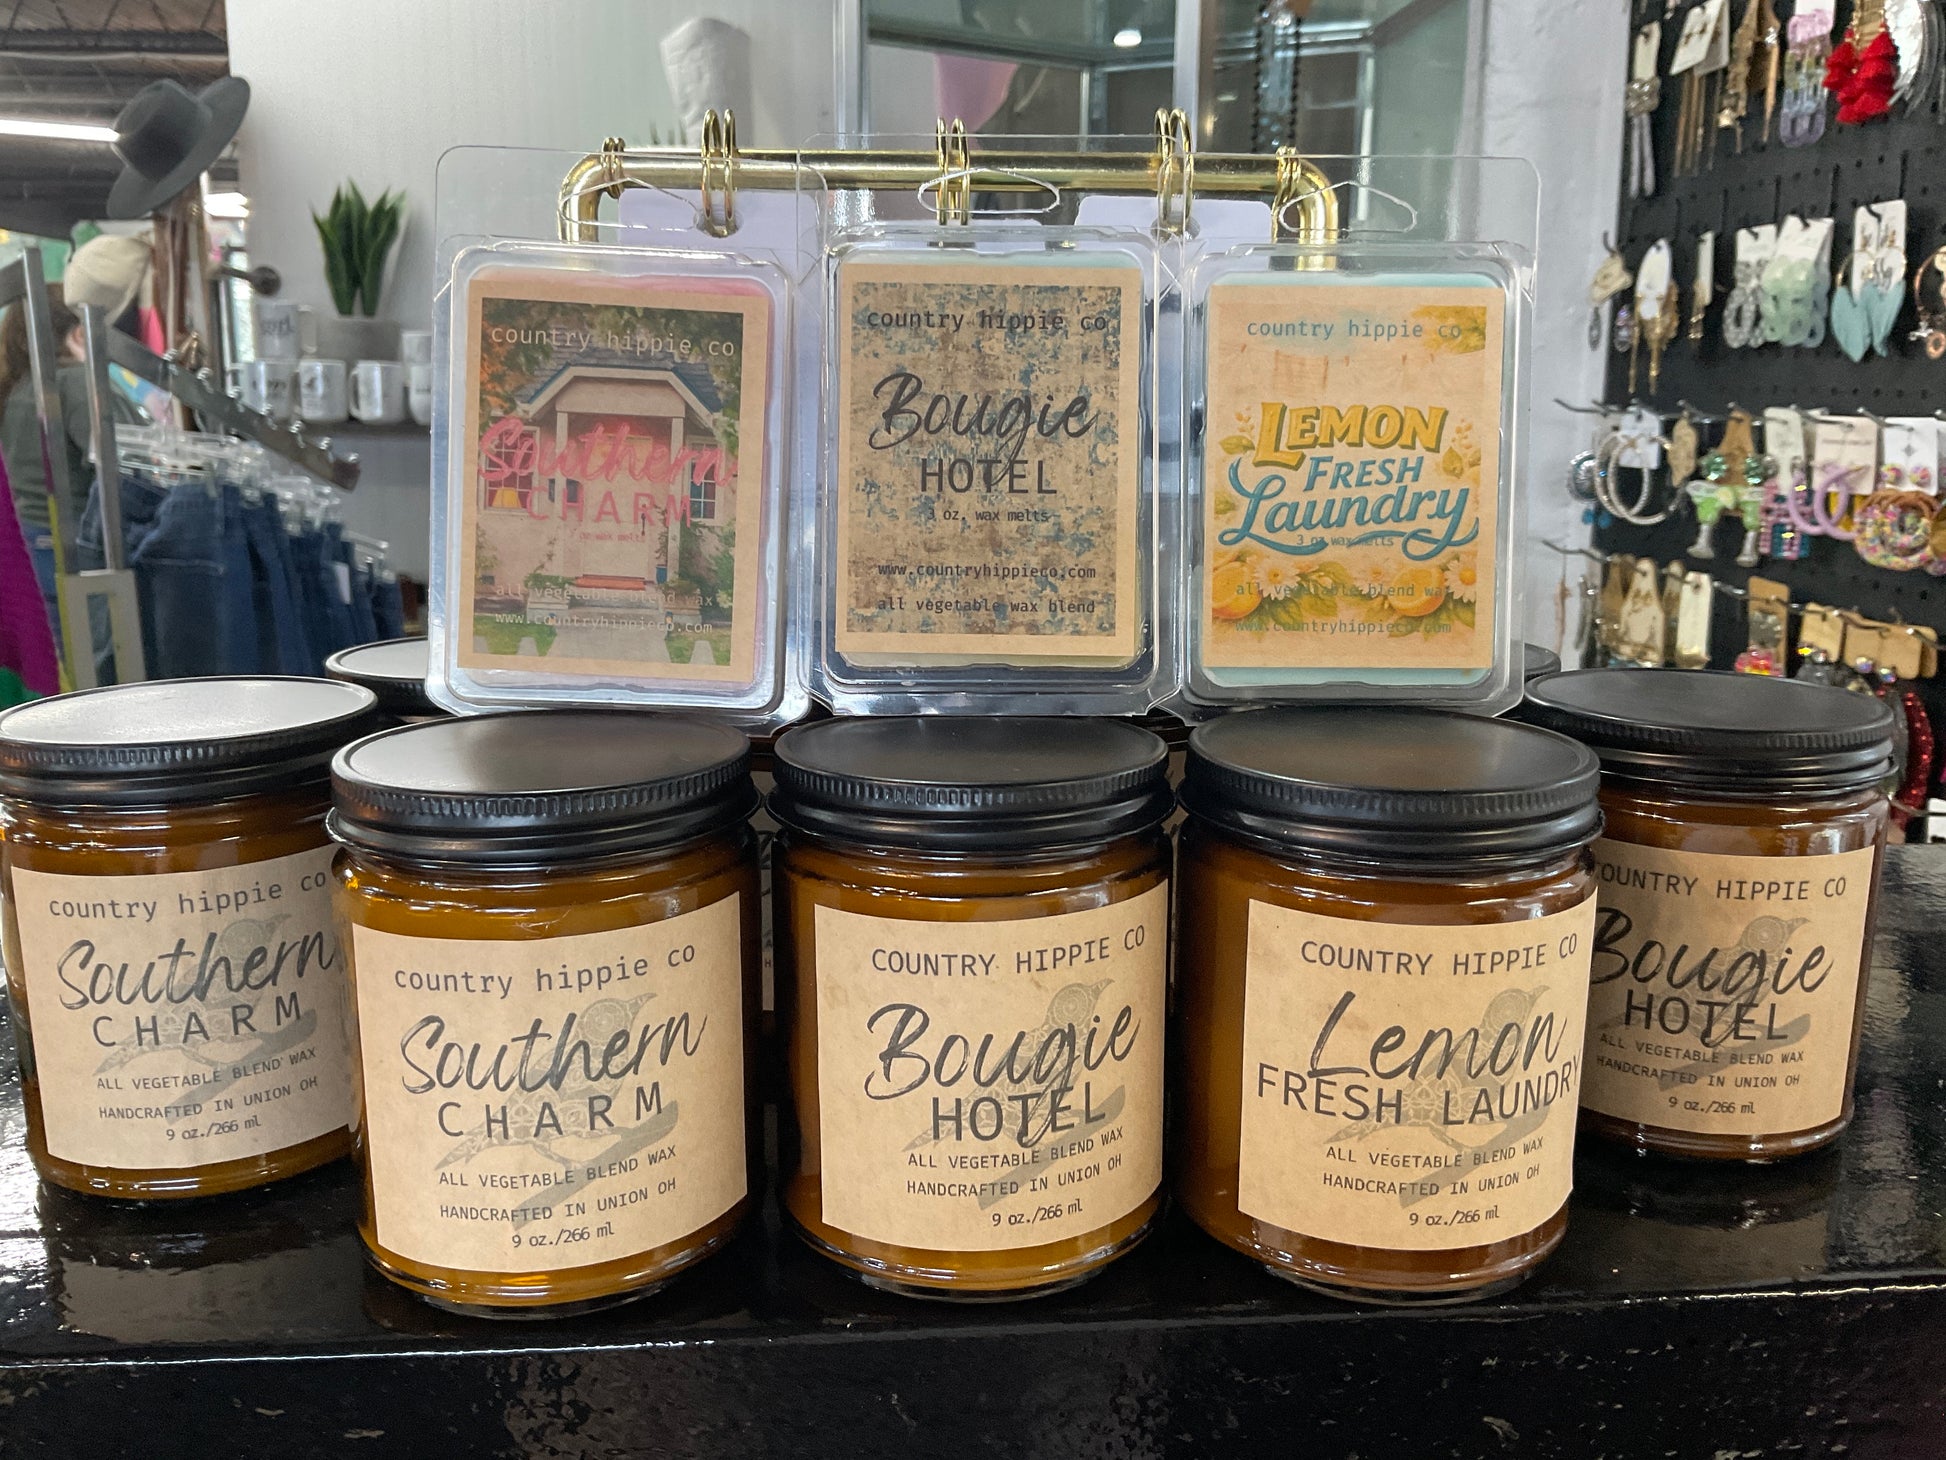 country hippie co
Southern
CHARM
3 oz wax melts
all vegetable blend wax
www.countryhippieco.com
country hippie co
Bougie
HOTEL
3 oz. wax melts
www.countryhippieco.com
all vegetable wax blend
country hippie co
LEMON
FRESH
Laundry
3 oz wax melts
all vegetable blend wax
www.countryhippieco.com
country hippie co
Southern
CHARM
ALL VEGETABLE BLEND WAX
HANDCRAFTED IN UNION OH
9 oz./266 ml
country hippie co
Southern
CHARM
ALL VEGETABLE BLEND WAX
HANDCRAFTED IN UNION OH
9 oz./266 ml
COUNTRY HIPPIE CO
Bougie
HOTEL
ALL VEGETABLE BLEND WAX
HANDCRAFTED IN UNION OH
9 oz./266 ml
COUNTRY HIPPIE CO
Lemon
FRESH LAUNDRY
ALL VEGETABLE BLEND WAX
HANDCRAFTED IN UNION OH
9 oz./266 ml
COUNTRY HIPPIE CO
Bougie
HOTEL
ALL VEGETABLE BLEND WAX
HANDCRAFTED IN UNION OH
9 oz./266 ml